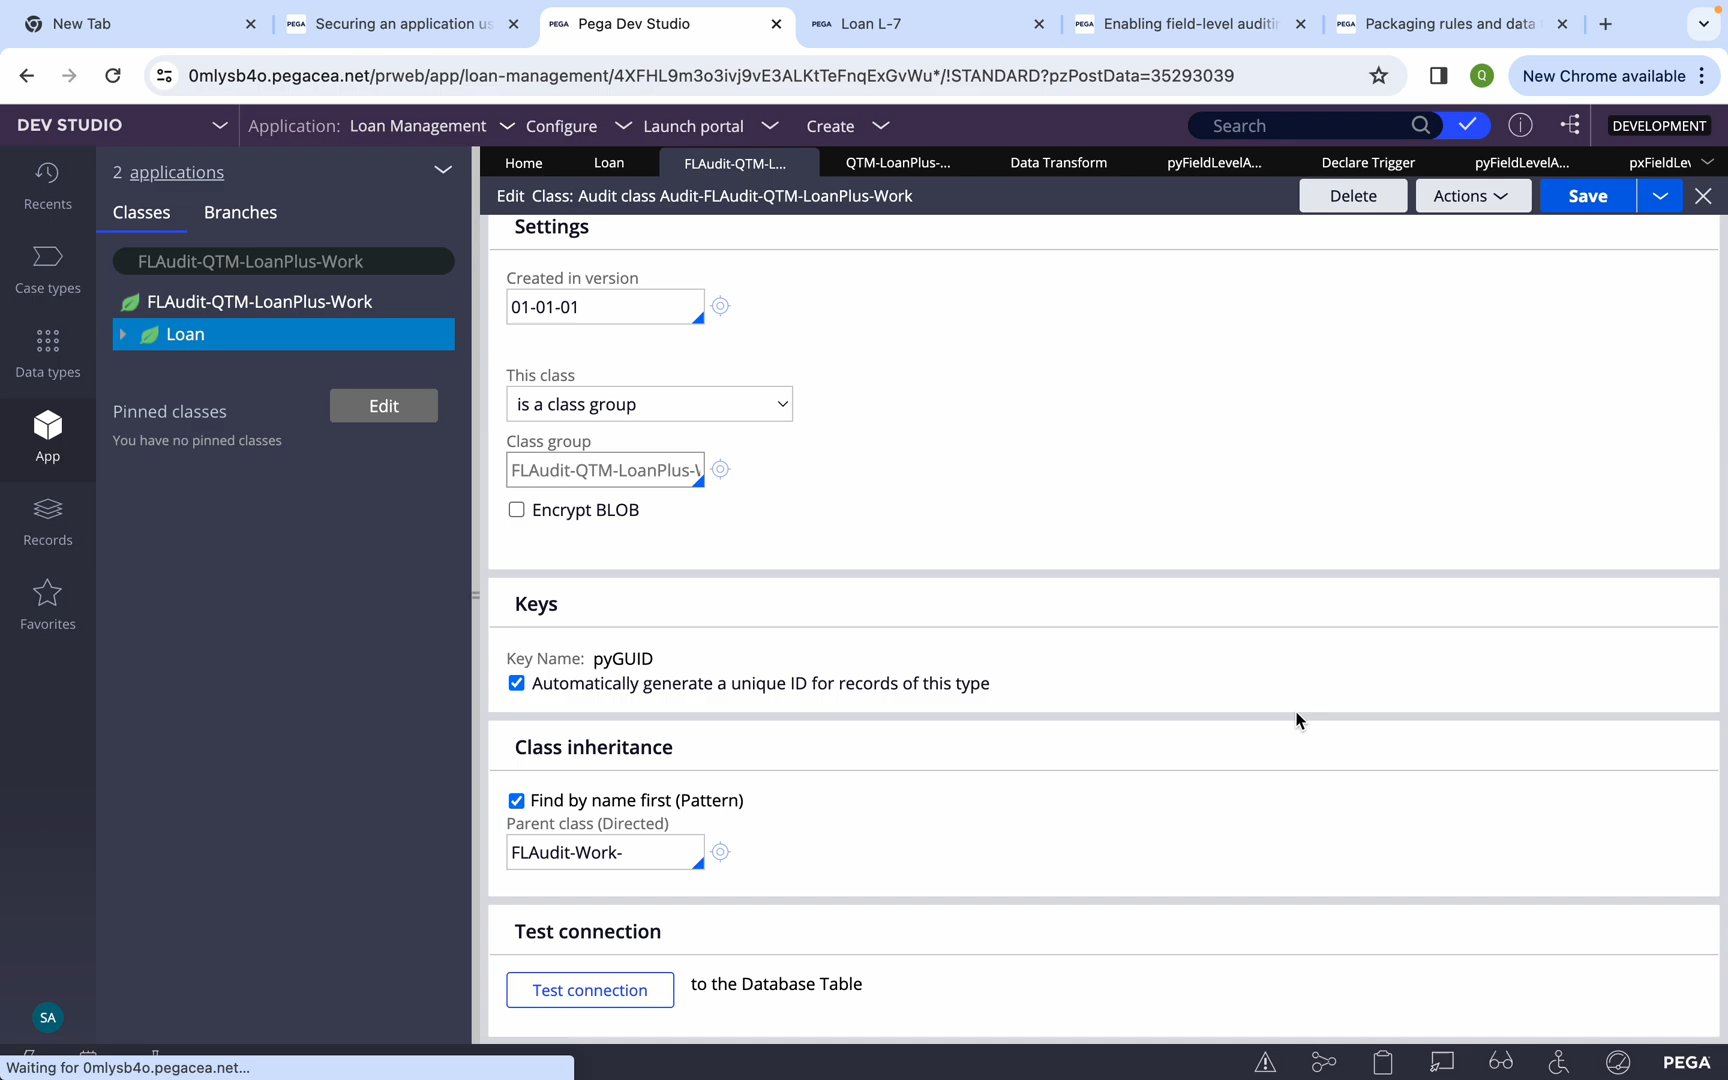 New Tab
PEGA Securing an application us
PEGA Pega Dev Studio
PEGA Loan L-7
PEGA Enabling field-level auditin
PEGA Packaging rules and data
0mlysb4o.pegacea.net/prweb/app/loan-management/4XFHL9m3o3ivj9vE3ALKtTeFnqExGvWu*/!STANDARD?pzPostData=35293039
Q
New Chrome available
DEV STUDIO
Application: Loan Management
Configure
Launch portal
Create
Search
DEVELOPMENT
Recents
Case types
Data types
App
Records
Favorites
SA
2 applications
Classes
Branches
FLAudit-QTM-LoanPlus-Work
FLAudit-QTM-LoanPlus-Work
Loan
Pinned classes
Edit
You have no pinned classes
Home
Loan
FLAudit-QTM-L...
QTM-LoanPlus-...
Data Transform
pyFieldLevelA...
Declare Trigger
pyFieldLevelA...
pxFieldLev
Edit Class: Audit class Audit-FLAudit-QTM-LoanPlus-Work
Delete
Actions
Save
Settings
Created in version
01-01-01
This class
is a class group
Class group
FLAudit-QTM-LoanPlus-W
Encrypt BLOB
Keys
Key Name: pyGUID
Automatically generate a unique ID for records of this type
Class inheritance
Find by name first (Pattern)
Parent class (Directed)
FLAudit-Work-
Test connection
Test connection
to the Database Table
Waiting for 0mlysb4o.pegacea.net...
PEGA